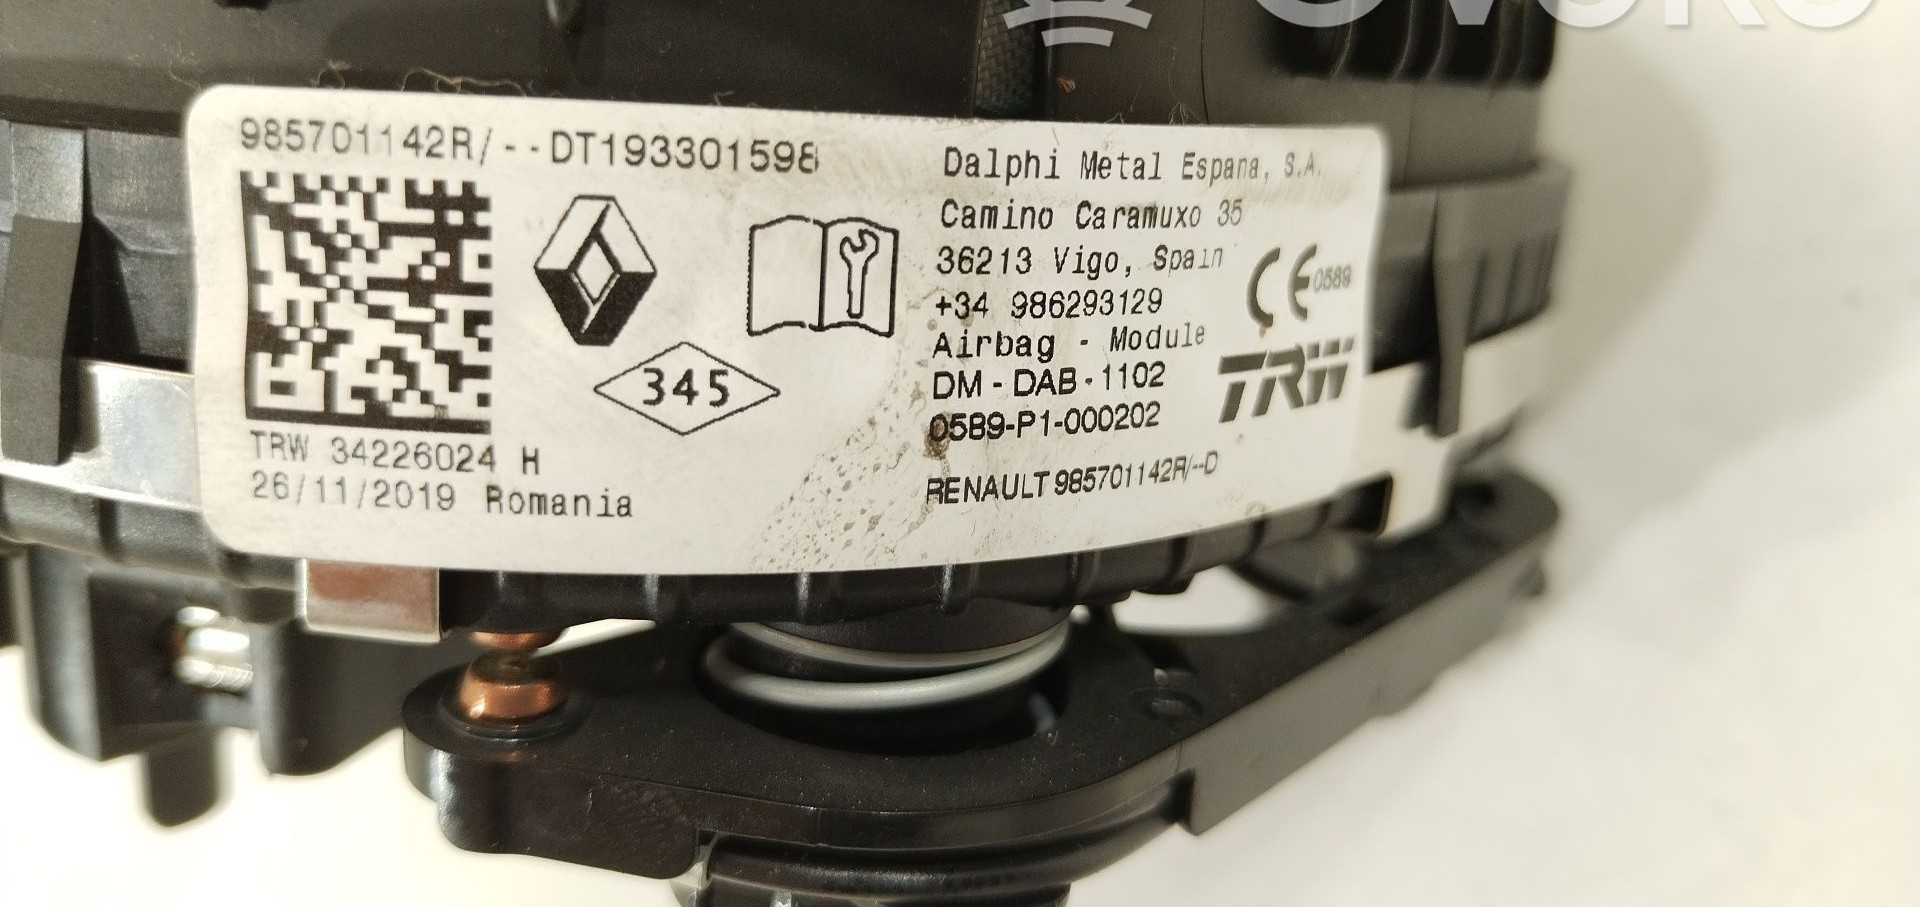 985701142R/--DT193301598
345
TRW 34226024 H
26/11/2019 Romania
Dalphi Metal Espana, S.A.
Camino Caramuxo 35
36213 Vigo, Spain
+34 986293129
Airbag - Module
DM-DAB-1102
0589-P1-000202
RENAULT 985701142R/--D
CE 0589
TRW